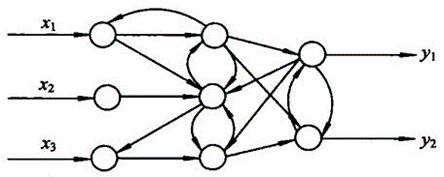 x₁
y₁
x₂
x₃
y₂